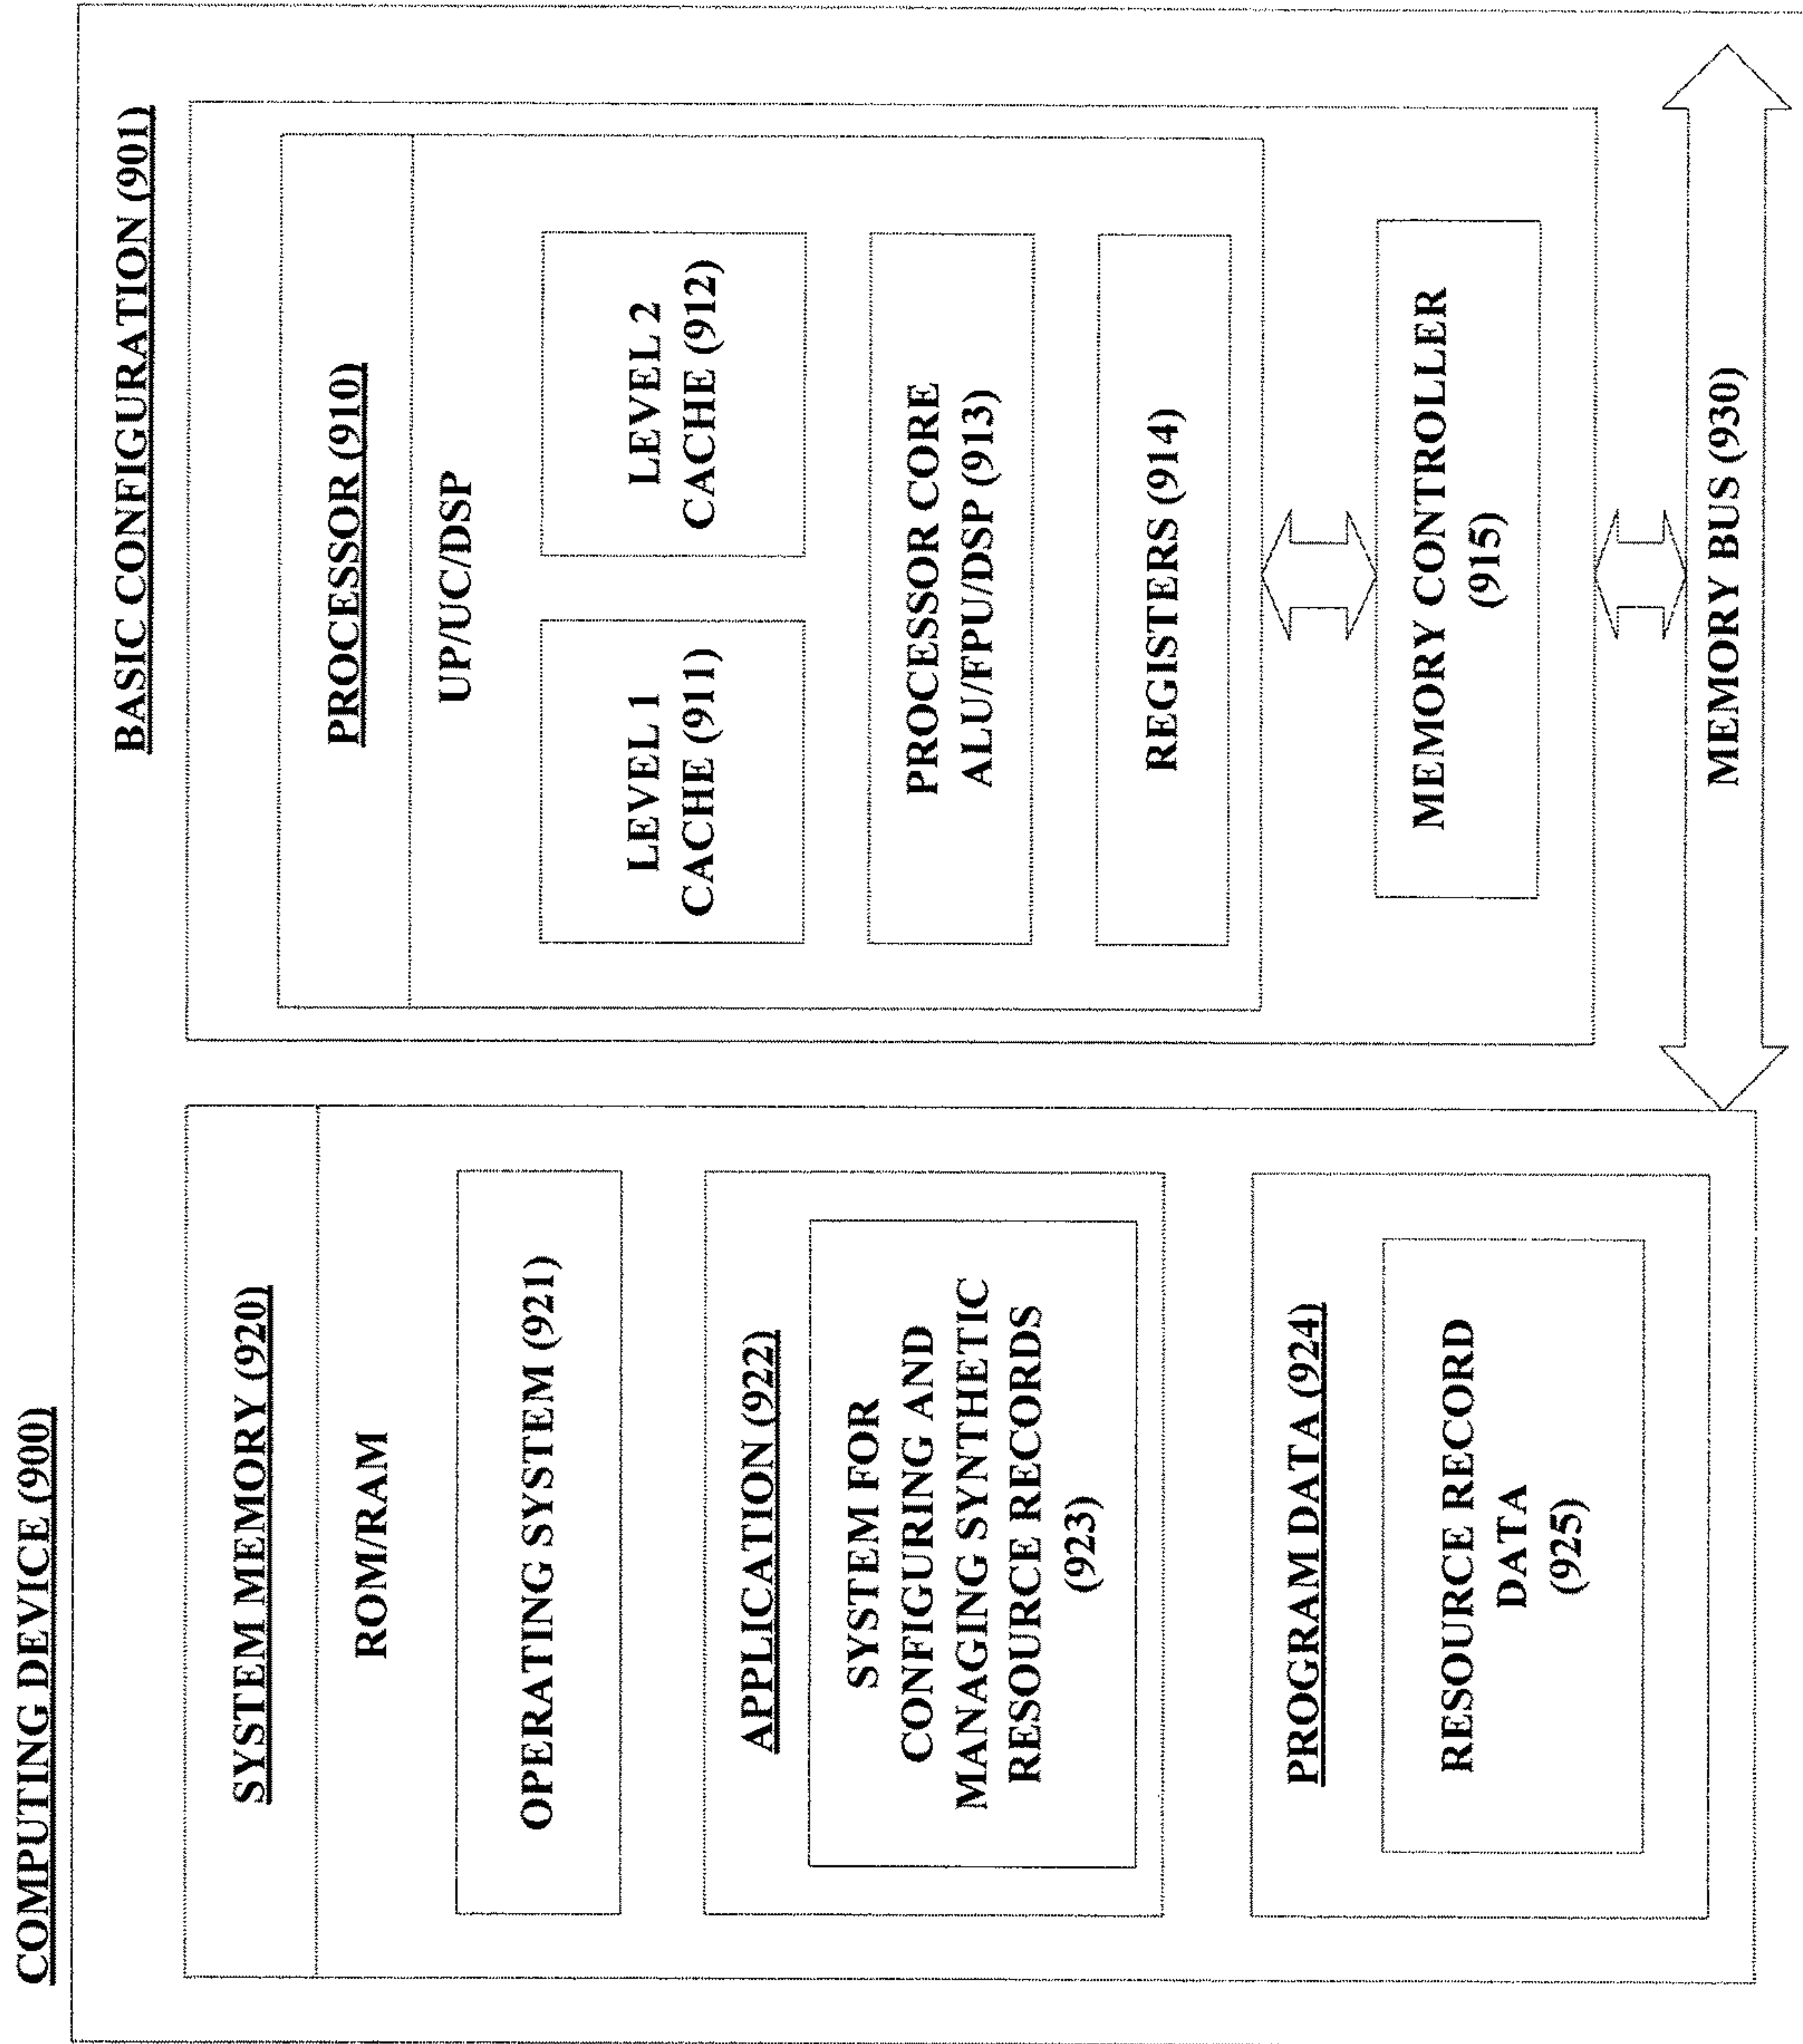 COMPUTING DEVICE (900)
BASIC CONFIGURATION (901)
SYSTEM MEMORY (920)
ROM/RAM
OPERATING SYSTEM (921)
APPLICATION (922)
SYSTEM FOR
CONFIGURING AND
MANAGING SYNTHETIC
RESOURCE RECORDS
(923)
PROGRAM DATA (924)
RESOURCE RECORD
DATA
(925)
PROCESSOR (910)
UP/UC/DSP
LEVEL 1
CACHE (911)
LEVEL 2
CACHE (912)
PROCESSOR CORE
ALU/FPU/DSP (913)
REGISTERS (914)
MEMORY CONTROLLER
(915)
MEMORY BUS (930)